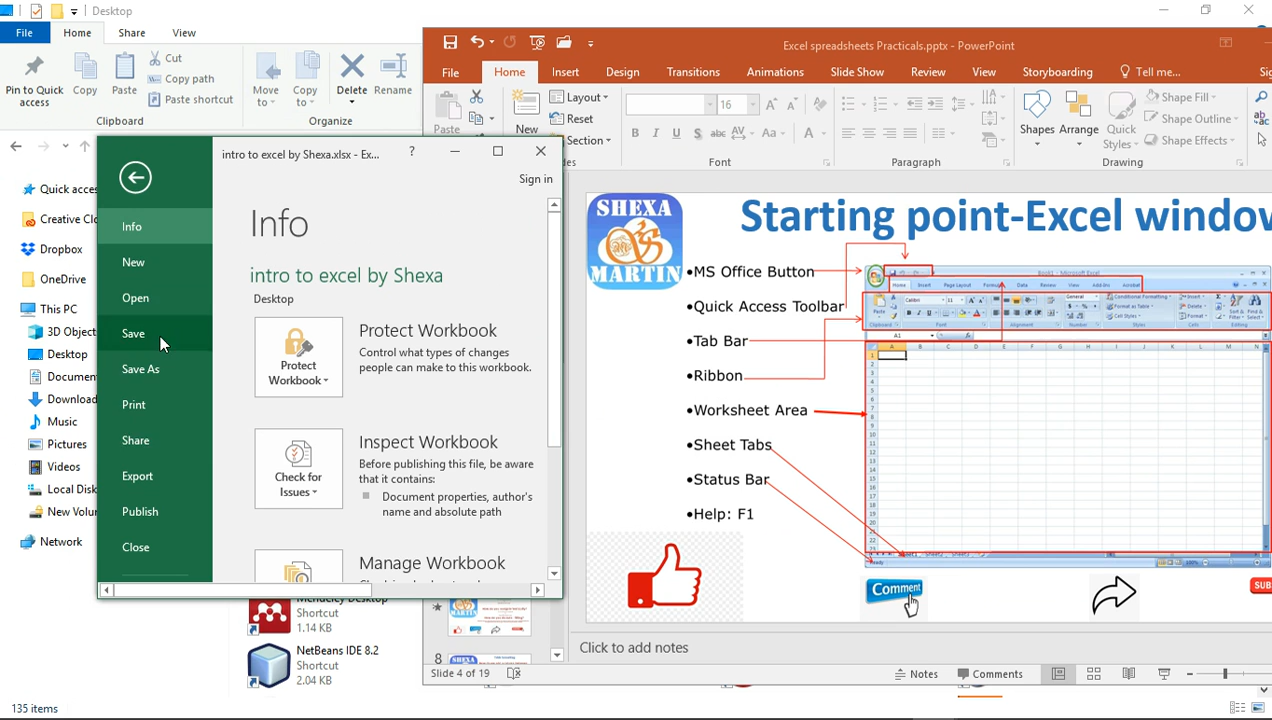 Desktop
File Home Share View
Pin to Quick access
Copy
Paste
Cut
Copy path
Paste shortcut
Move to
Copy to
Delete
Rename
Clipboard
Organize
Quick acces
Creative Clo
Dropbox
OneDrive
This PC
3D Object
Desktop
Documen
Download
Music
Pictures
Videos
Local Disk
New Volu
Network
intro to excel by Shexa.xlsx - Ex...
?
Sign in
Info
New
Open
Save
Save As
Print
Share
Export
Publish
Close
Info
intro to excel by Shexa
Desktop
Protect Workbook
Protect Workbook
Control what types of changes
people can make to this workbook.
Check for Issues
Inspect Workbook
Before publishing this file, be aware
that it contains:
Document properties, author's
name and absolute path
Manage Workbook
Shortcut
1.14 KB
NetBeans IDE 8.2
Shortcut
2.04 KB
135 items
Excel spreadsheets Practicals.pptx - PowerPoint
File Home Insert Design Transitions Animations Slide Show Review View Storyboarding Tell me... Sig
Paste
New
Layout
Reset
Section
des
16
B I U S abc AV Aa A
Font
Paragraph
Shapes
Arrange
Quick Styles
Shape Fill
Shape Outline
Shape Effects
Drawing
SHEXA
MARTIN
Starting point-Excel window
•MS Office Button
•Quick Access Toolbar
•Tab Bar
•Ribbon
•Worksheet Area
•Sheet Tabs
•Status Bar
•Help: F1
Comment
SUB
8
Click to add notes
Slide 4 of 19
Notes
Comments